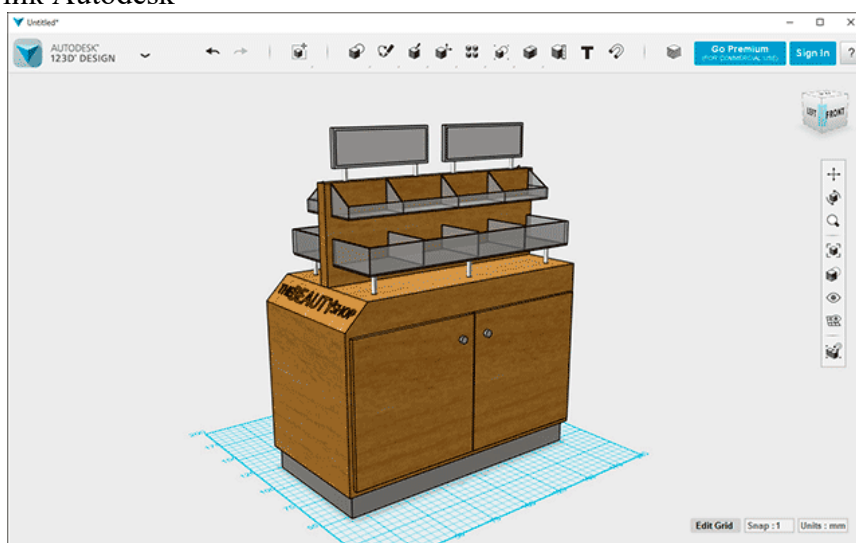 Untitled*
AUTODESK®
123D® DESIGN
Go Premium
(FOR COMMERCIAL USE)
Sign In
?
LEFT
FRONT
THE BEAUTY SHOP
Edit Grid
Snap : 1
Units : mm